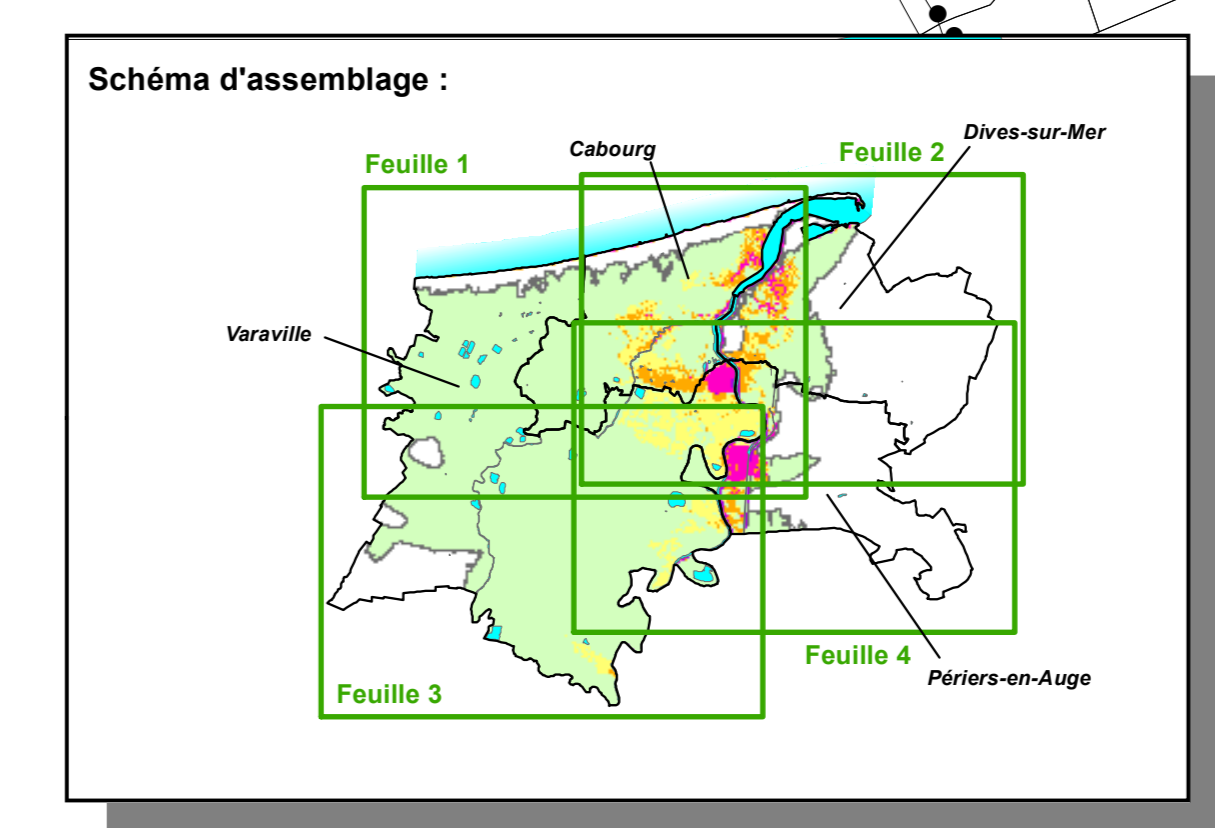 Schéma d'assemblage :
Dives-sur-Mer
Cabourg
Feuille 2
Feuille 1
Varaville
Feuille 4
Périers-en-Auge
Feuille 3